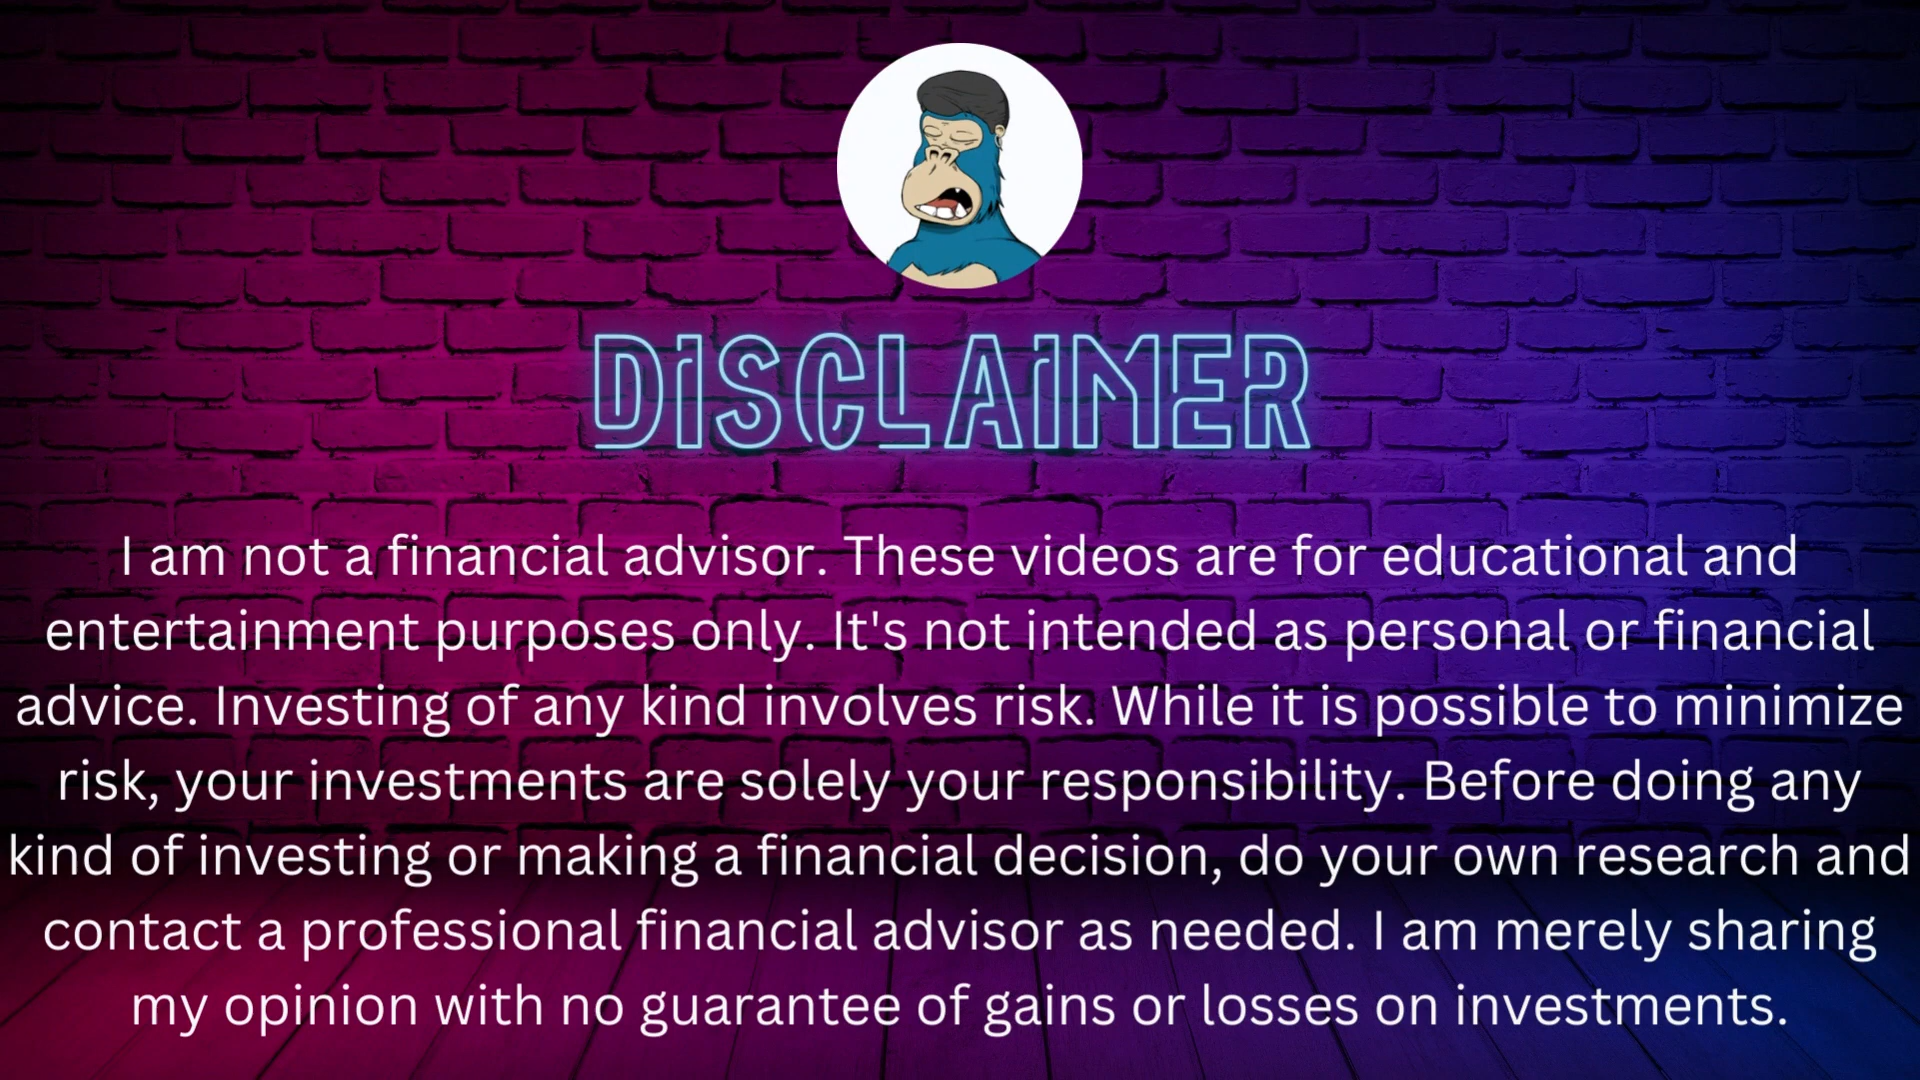 DISCLAIMER
I am not a financial advisor. These videos are for educational and
entertainment purposes only. It's not intended as personal or financial
advice. Investing of any kind involves risk. While it is possible to minimize
risk, your investments are solely your responsibility. Before doing any
kind of investing or making a financial decision, do your own research and
contact a professional financial advisor as needed. I am merely sharing
my opinion with no guarantee of gains or losses on investments.